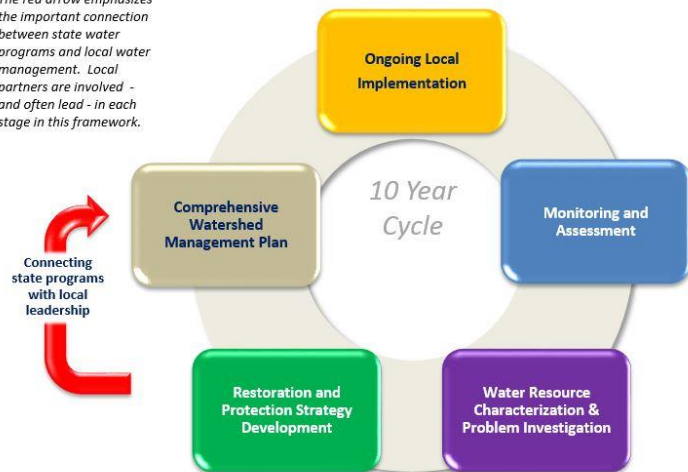 The red arrow emphasizes
the important connection
between state water
programs and local water
management. Local
partners are involved -
and often lead - in each
stage in this framework.
Ongoing Local
Implementation
10 Year
Cycle
Comprehensive
Watershed
Management Plan
Monitoring and
Assessment
Connecting
state programs
with local
leadership
Restoration and
Protection Strategy
Development
Water Resource
Characterization &
Problem Investigation